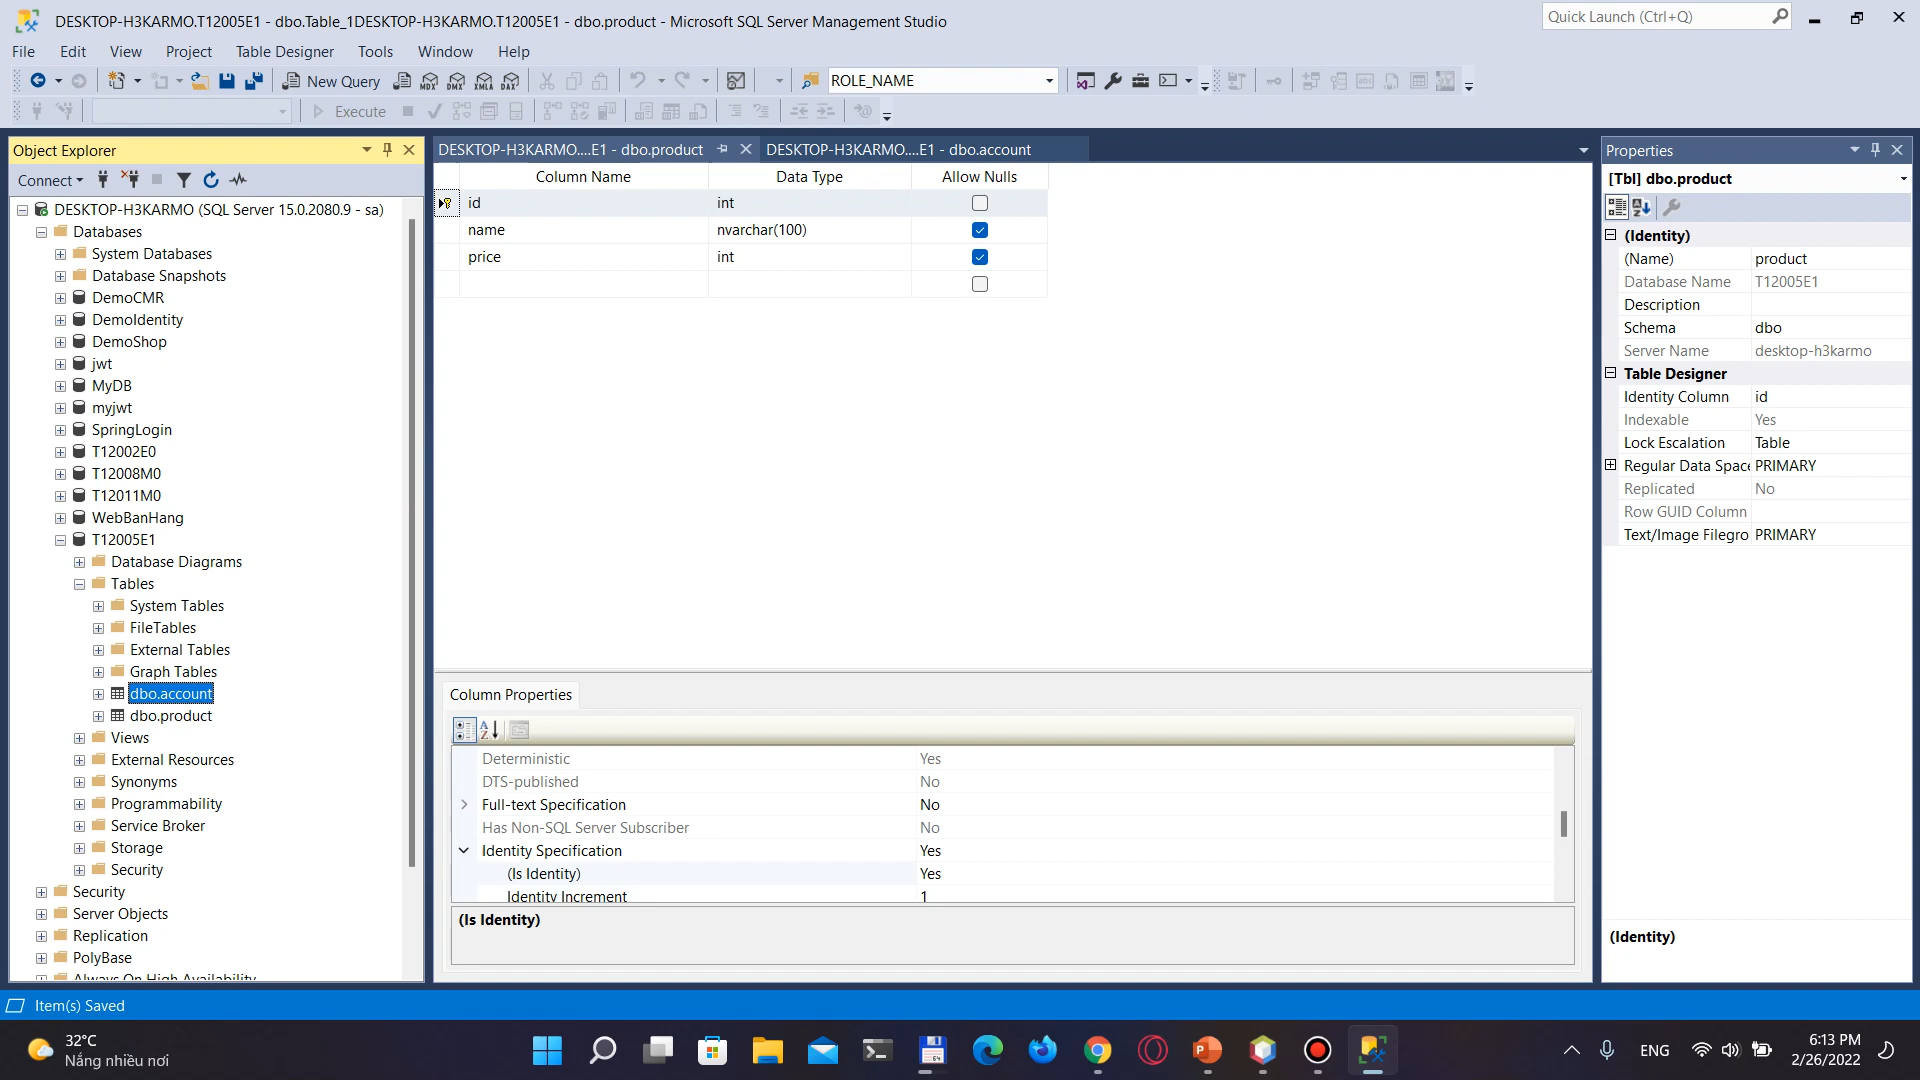 DESKTOP-H3KARMO.T12005E1 - dbo.Table_1DESKTOP-H3KARMO.T12005E1 - dbo.product - Microsoft SQL Server Management Studio
Quick Launch (Ctrl+Q)
File Edit View Project Table Designer Tools Window Help
New Query MDX DMX XMLA DAX ROLE_NAME
Execute
Object Explorer
Connect
DESKTOP-H3KARMO (SQL Server 15.0.2080.9 - sa)
Databases
System Databases
Database Snapshots
DemoCMR
DemoIdentity
DemoShop
jwt
MyDB
myjwt
SpringLogin
T12002E0
T12008M0
T12011M0
WebBanHang
T12005E1
Database Diagrams
Tables
System Tables
FileTables
External Tables
Graph Tables
dbo.account
dbo.product
Views
External Resources
Synonyms
Programmability
Service Broker
Storage
Security
Security
Server Objects
Replication
PolyBase
Always On High Availability
DESKTOP-H3KARMO....E1 - dbo.product DESKTOP-H3KARMO....E1 - dbo.account
Column Name Data Type Allow Nulls
id int
name nvarchar(100)
price int
Column Properties
Deterministic Yes
DTS-published No
Full-text Specification No
Has Non-SQL Server Subscriber No
Identity Specification Yes
(Is Identity) Yes
Identity Increment 1
(Is Identity)
Properties
[Tbl] dbo.product
(Identity)
(Name) product
Database Name T12005E1
Description
Schema dbo
Server Name desktop-h3karmo
Table Designer
Identity Column id
Indexable Yes
Lock Escalation Table
Regular Data Space PRIMARY
Replicated No
Row GUID Column
Text/Image Filegro PRIMARY
(Identity)
Item(s) Saved
32°C
Nắng nhiều nơi
ENG
6:13 PM
2/26/2022